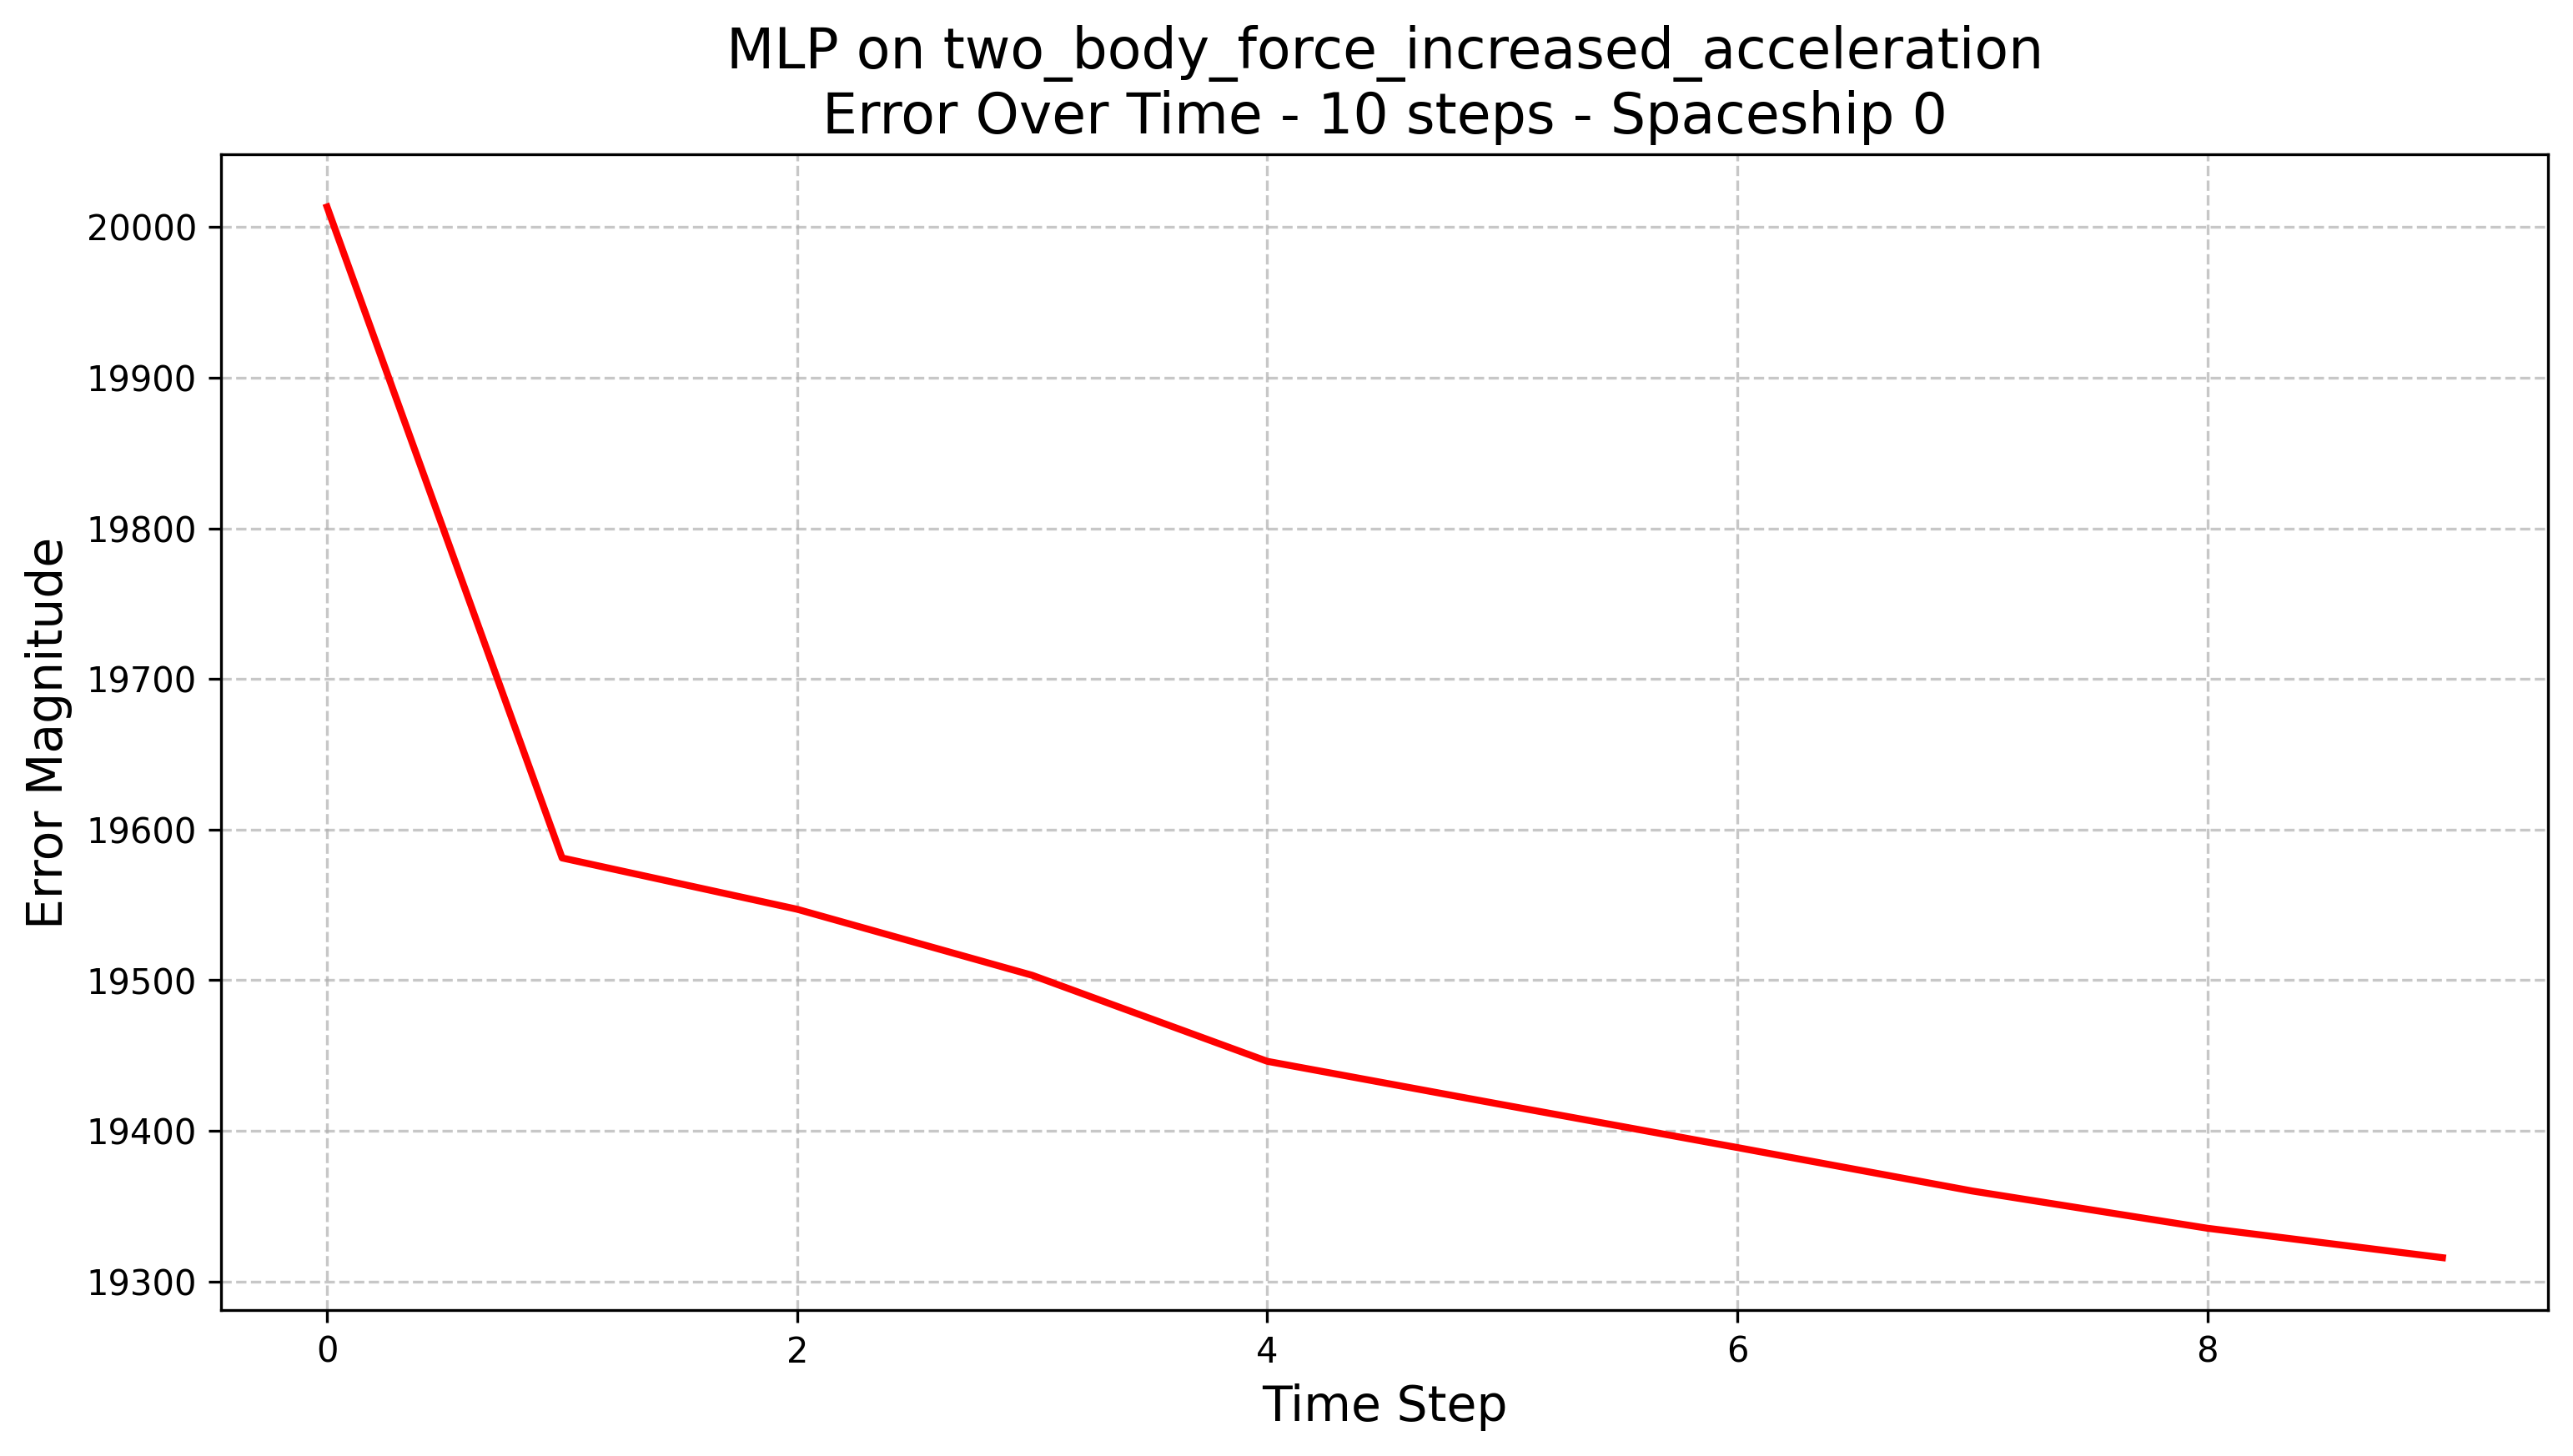 MLP on two_body_force_increased_acceleration
Error Over Time - 10 steps - Spaceship 0
Error Magnitude
20000
19900
19800
19700
19600
19500
19400
19300
0 2 4 6 8
Time Step